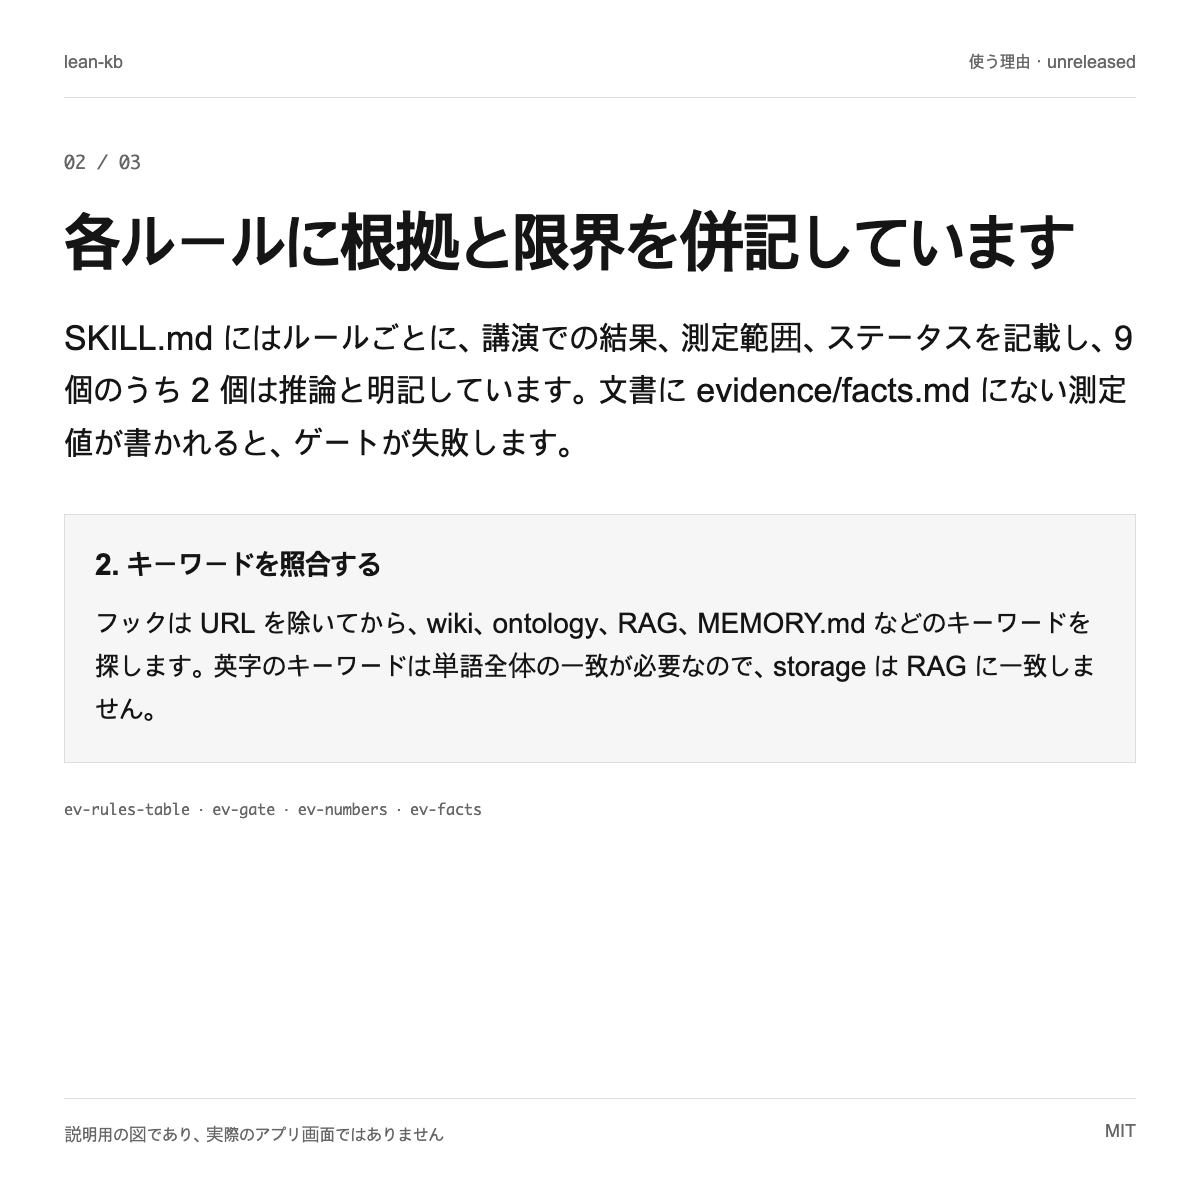 lean-kb
使う理由 · unreleased
02 / 03
各ルールに根拠と限界を併記しています
SKILL.md にはルールごとに、講演での結果、測定範囲、ステータスを記載し、9
個のうち 2 個は推論と明記しています。文書に evidence/facts.md にない測定
値が書かれると、ゲートが失敗します。
2. キーワードを照合する
フックは URL を除いてから、wiki、ontology、RAG、MEMORY.md などのキーワードを
探します。英字のキーワードは単語全体の一致が必要なので、storage は RAG に一致しま
せん。
ev-rules-table · ev-gate · ev-numbers · ev-facts
説明用の図であり、実際のアプリ画面ではありません
MIT